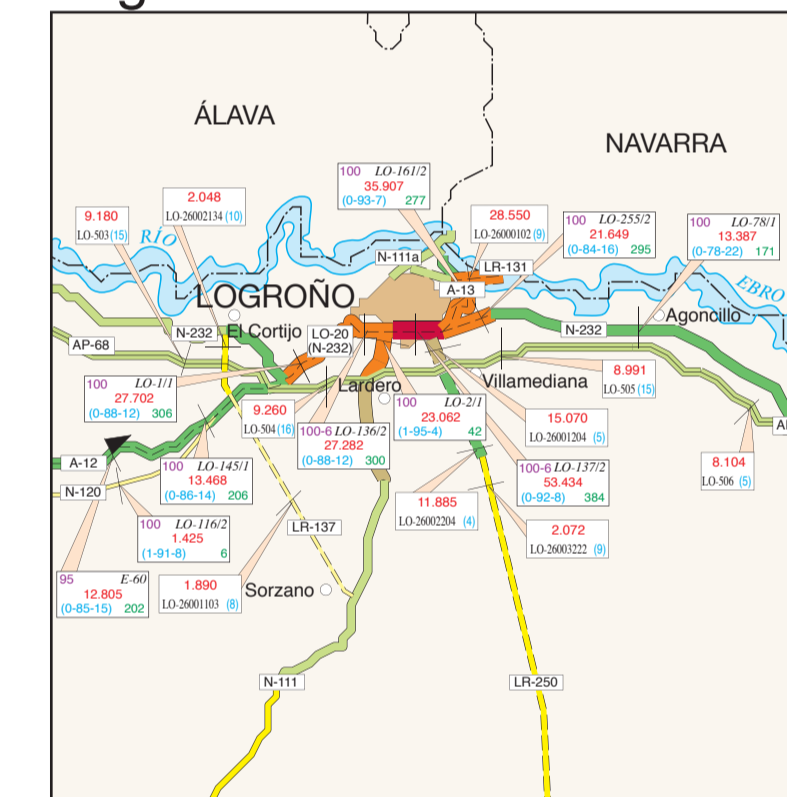 ÁLAVA
NAVARRA
100 LO-161/2
35.907
(0-93-7) 277
2.048
LO-26002134 (10)
9.180
LO-503 (15)
28.550
LO-26000102 (9)
100 LO-255/2
21.649
(0-84-16) 295
100 LO-78/1
13.387
(0-78-22) 171
RÍO
EBRO
N-111a
LR-131
A-13
LOGROÑO
El Cortijo
N-232
LO-20
(N-232)
N-232
Agoncillo
AP-68
Lardero
Villamediana
100 LO-1/1
27.702
(0-88-12) 306
9.260
LO-504 (16)
100-6 LO-136/2
27.282
(0-88-12) 300
100 LO-2/1
23.062
(1-95-4) 42
8.991
LO-505 (15)
15.070
LO-26001204 (5)
8.104
LO-506 (5)
A-12
N-120
100 LO-145/1
13.468
(0-86-14) 206
100-6 LO-137/2
53.434
(0-92-8) 384
11.885
LO-26002204 (4)
100 LO-116/2
1.425
(1-91-8) 6
LR-137
2.072
LO-26003222 (9)
95 E-60
12.805
(0-85-15) 202
1.890
LO-26001103 (8)
Sorzano
N-111
LR-250